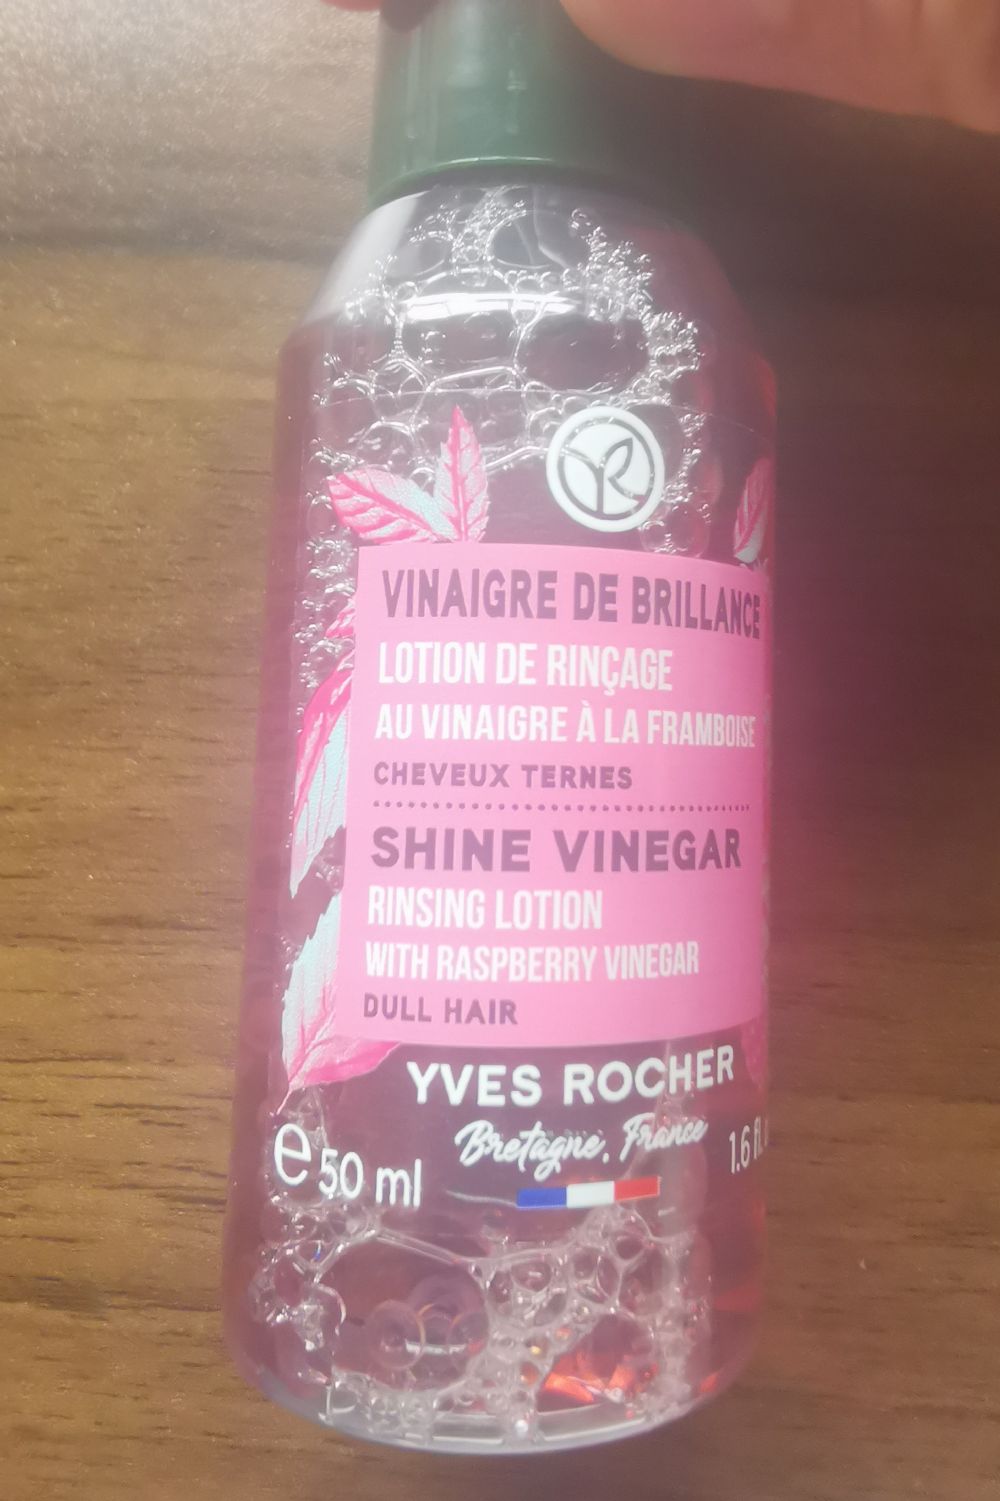 VINAIGRE DE BRILLANCE
LOTION DE RINÇAGE
AU VINAIGRE À LA FRAMBOISE
CHEVEUX TERNES
SHINE VINEGAR
RINSING LOTION
WITH RASPBERRY VINEGAR
DULL HAIR
YVES ROCHER
Bretagne, France
e 50 ml 1.6 fl.